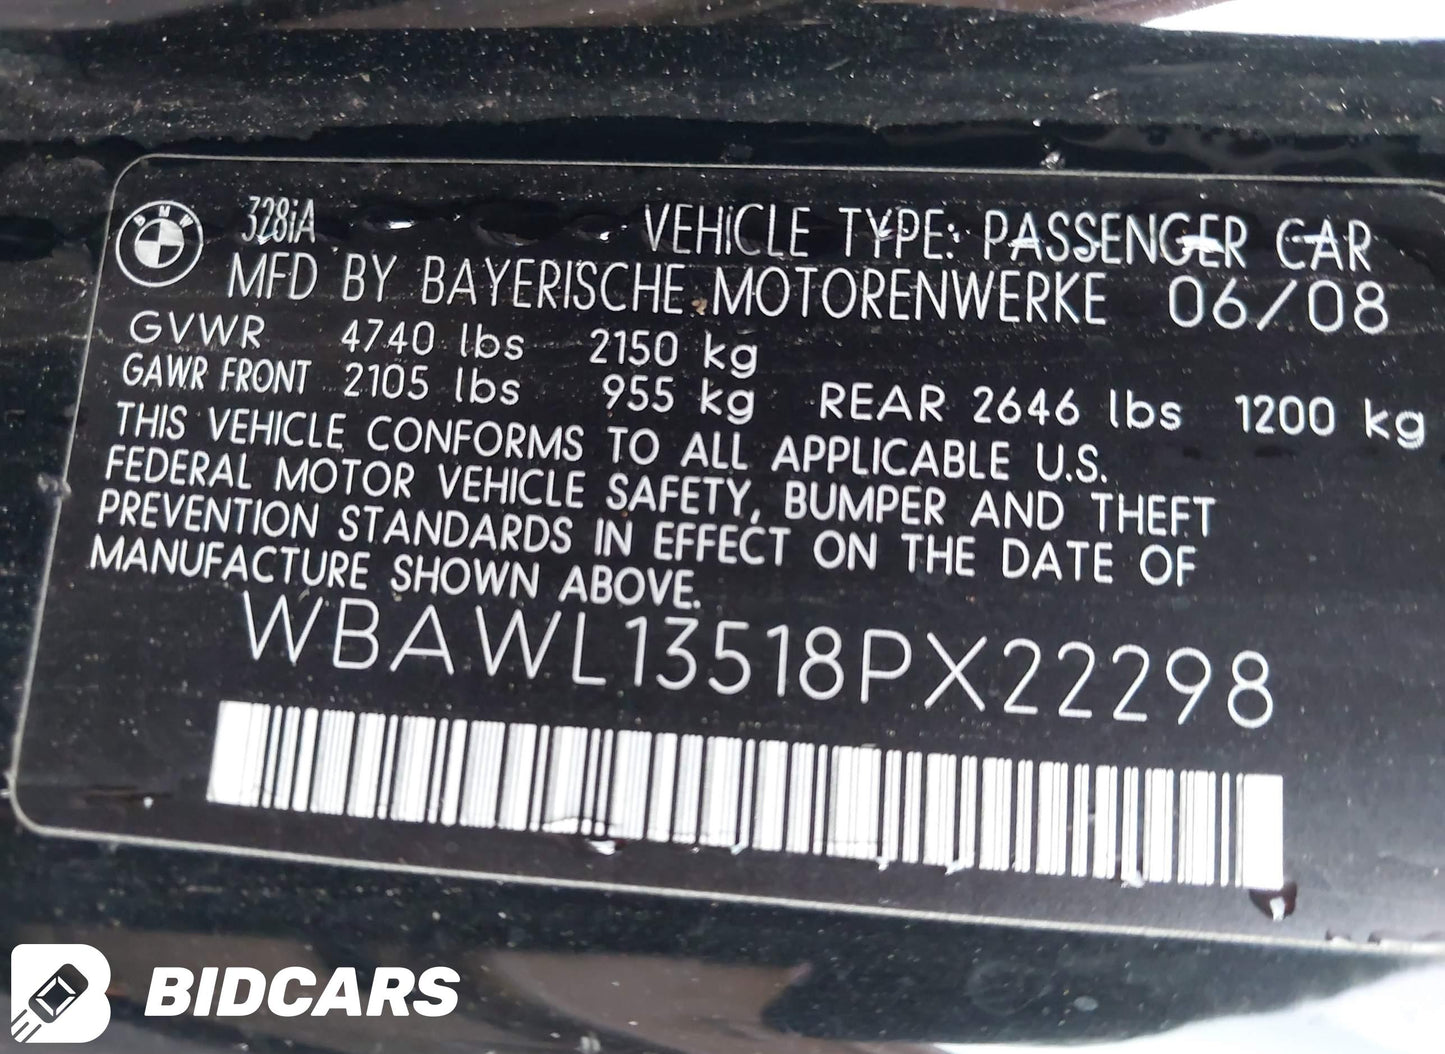 BMW
328iA VEHICLE TYPE: PASSENGER CAR
MFD BY BAYERISCHE MOTORENWERKE 06/08
GVWR 4740 lbs 2150 kg
GAWR FRONT 2105 lbs 955 kg REAR 2646 lbs 1200 kg
THIS VEHICLE CONFORMS TO ALL APPLICABLE U.S.
FEDERAL MOTOR VEHICLE SAFETY, BUMPER AND THEFT
PREVENTION STANDARDS IN EFFECT ON THE DATE OF
MANUFACTURE SHOWN ABOVE.
WBAWL13518PX22298
BIDCARS